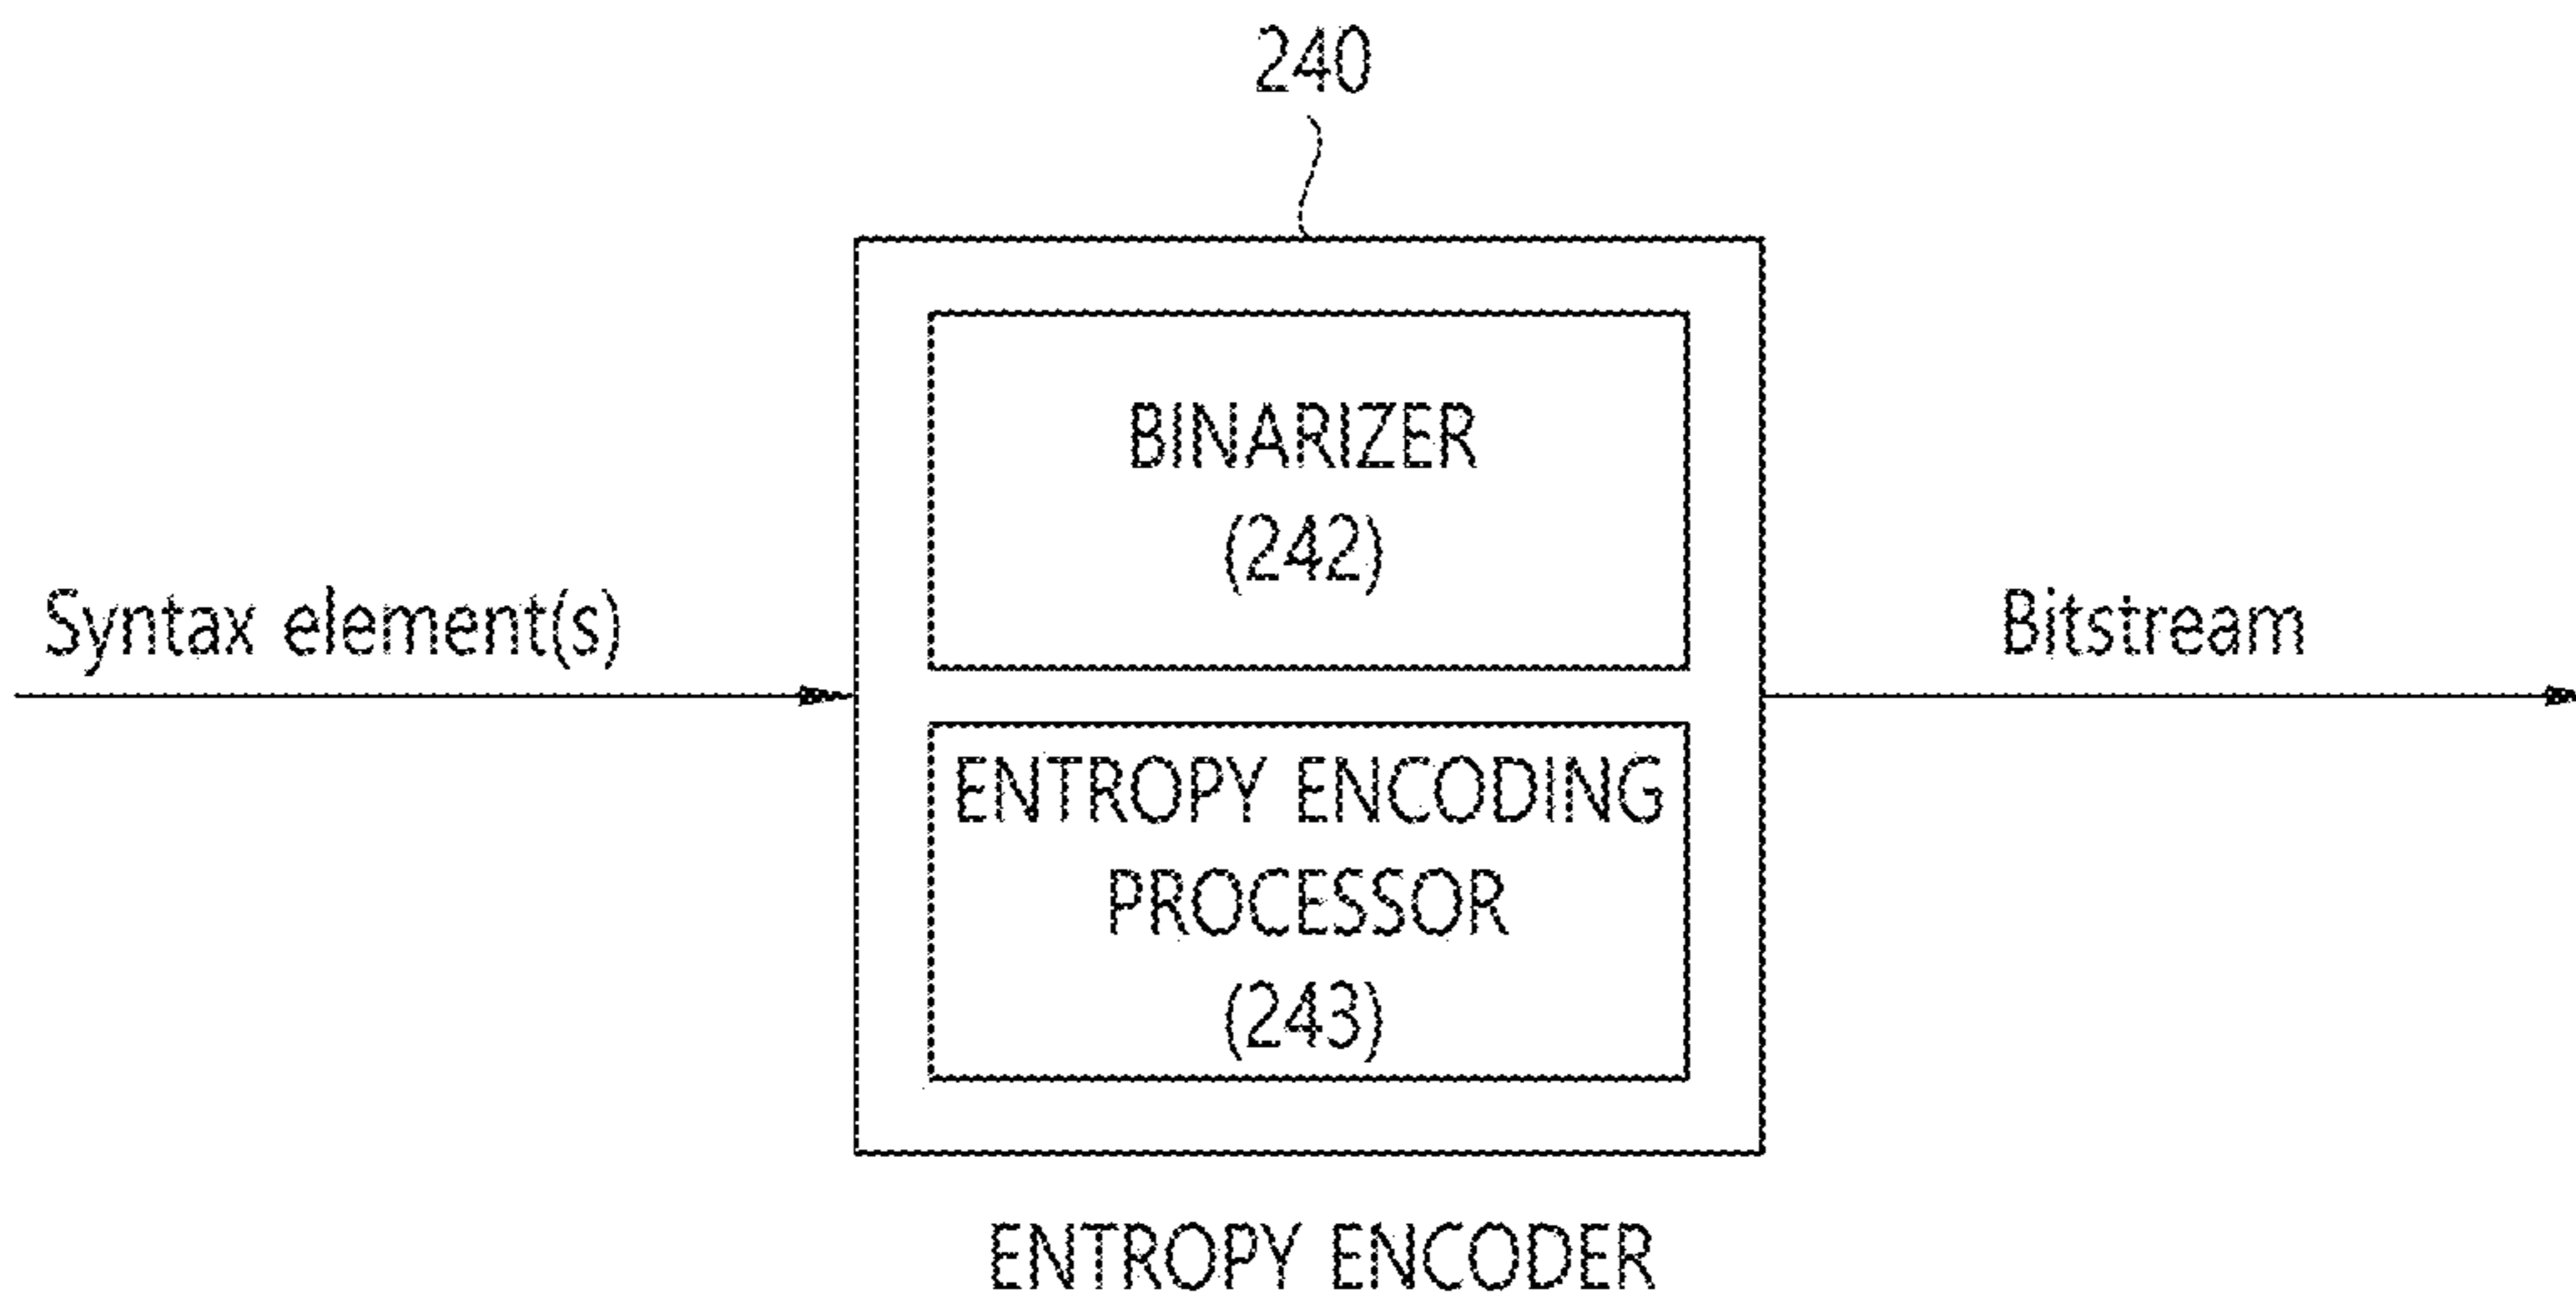 240
BINARIZER
(242)
Syntax element(s)
Bitstream
ENTROPY ENCODING
PROCESSOR
(243)
ENTROPY ENCODER